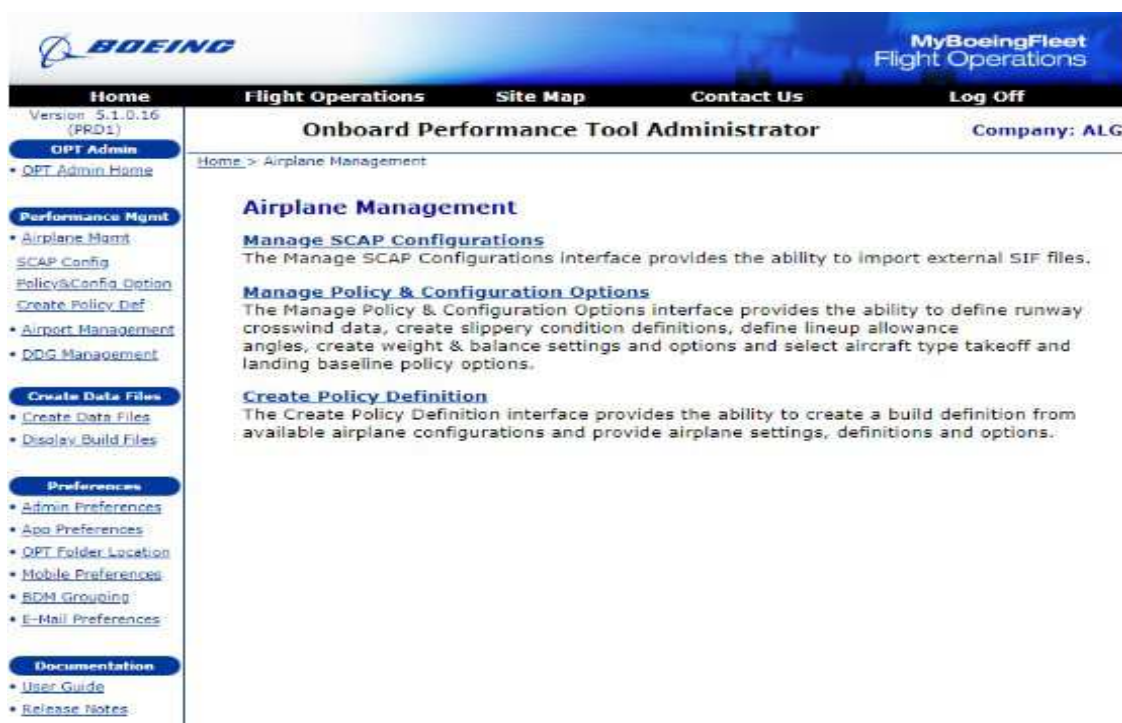 BOEING
MyBoeingFleet
Flight Operations
Home Flight Operations Site Map Contact Us Log Off
Version 5.1.0.16
(PRD1)
OPT Admin
• OPT Admin Home
Performance Mgmt
• Airplane Mgmt
SCAP Config
Policy&Config Option
Create Policy Def
• Airport Management
• DDG Management
Create Data Files
• Create Data Files
• Display Build Files
Preferences
• Admin Preferences
• App Preferences
• OPT Folder Location
• Mobile Preferences
• BDM Grouping
• E-Mail Preferences
Documentation
• User Guide
• Release Notes
Onboard Performance Tool Administrator
Company: ALG
Home > Airplane Management
Airplane Management
Manage SCAP Configurations
The Manage SCAP Configurations interface provides the ability to import external SIF files.
Manage Policy & Configuration Options
The Manage Policy & Configuration Options interface provides the ability to define runway
crosswind data, create slippery condition definitions, define lineup allowance
angles, create weight & balance settings and options and select aircraft type takeoff and
landing baseline policy options.
Create Policy Definition
The Create Policy Definition interface provides the ability to create a build definition from
available airplane configurations and provide airplane settings, definitions and options.